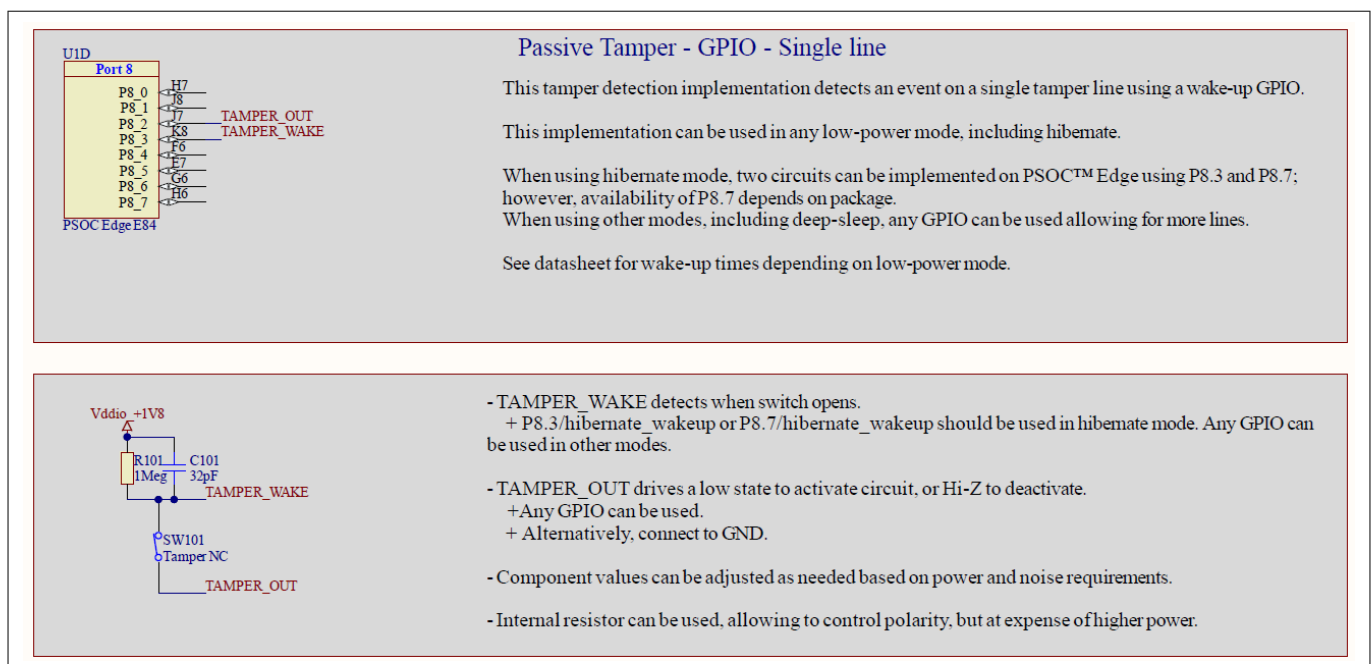 U1D
Port 8
P8_0 H7
P8_1 J8
P8_2 J7 TAMPER_OUT
P8_3 K8 TAMPER_WAKE
P8_4 F6
P8_5 E7
P8_6 G6
P8_7 H6
PSOC Edge E84
Passive Tamper - GPIO - Single line
This tamper detection implementation detects an event on a single tamper line using a wake-up GPIO.
This implementation can be used in any low-power mode, including hibernate.
When using hibernate mode, two circuits can be implemented on PSOC™ Edge using P8.3 and P8.7;
however, availability of P8.7 depends on package.
When using other modes, including deep-sleep, any GPIO can be used allowing for more lines.
See datasheet for wake-up times depending on low-power mode.
Vddio_+1V8
R101 C101
1Meg 32pF
TAMPER_WAKE
SW101
Tamper NC
TAMPER_OUT
- TAMPER_WAKE detects when switch opens.
+ P8.3/hibernate_wakeup or P8.7/hibernate_wakeup should be used in hibernate mode. Any GPIO can
be used in other modes.
- TAMPER_OUT drives a low state to activate circuit, or Hi-Z to deactivate.
+Any GPIO can be used.
+ Alternatively, connect to GND.
- Component values can be adjusted as needed based on power and noise requirements.
- Internal resistor can be used, allowing to control polarity, but at expense of higher power.